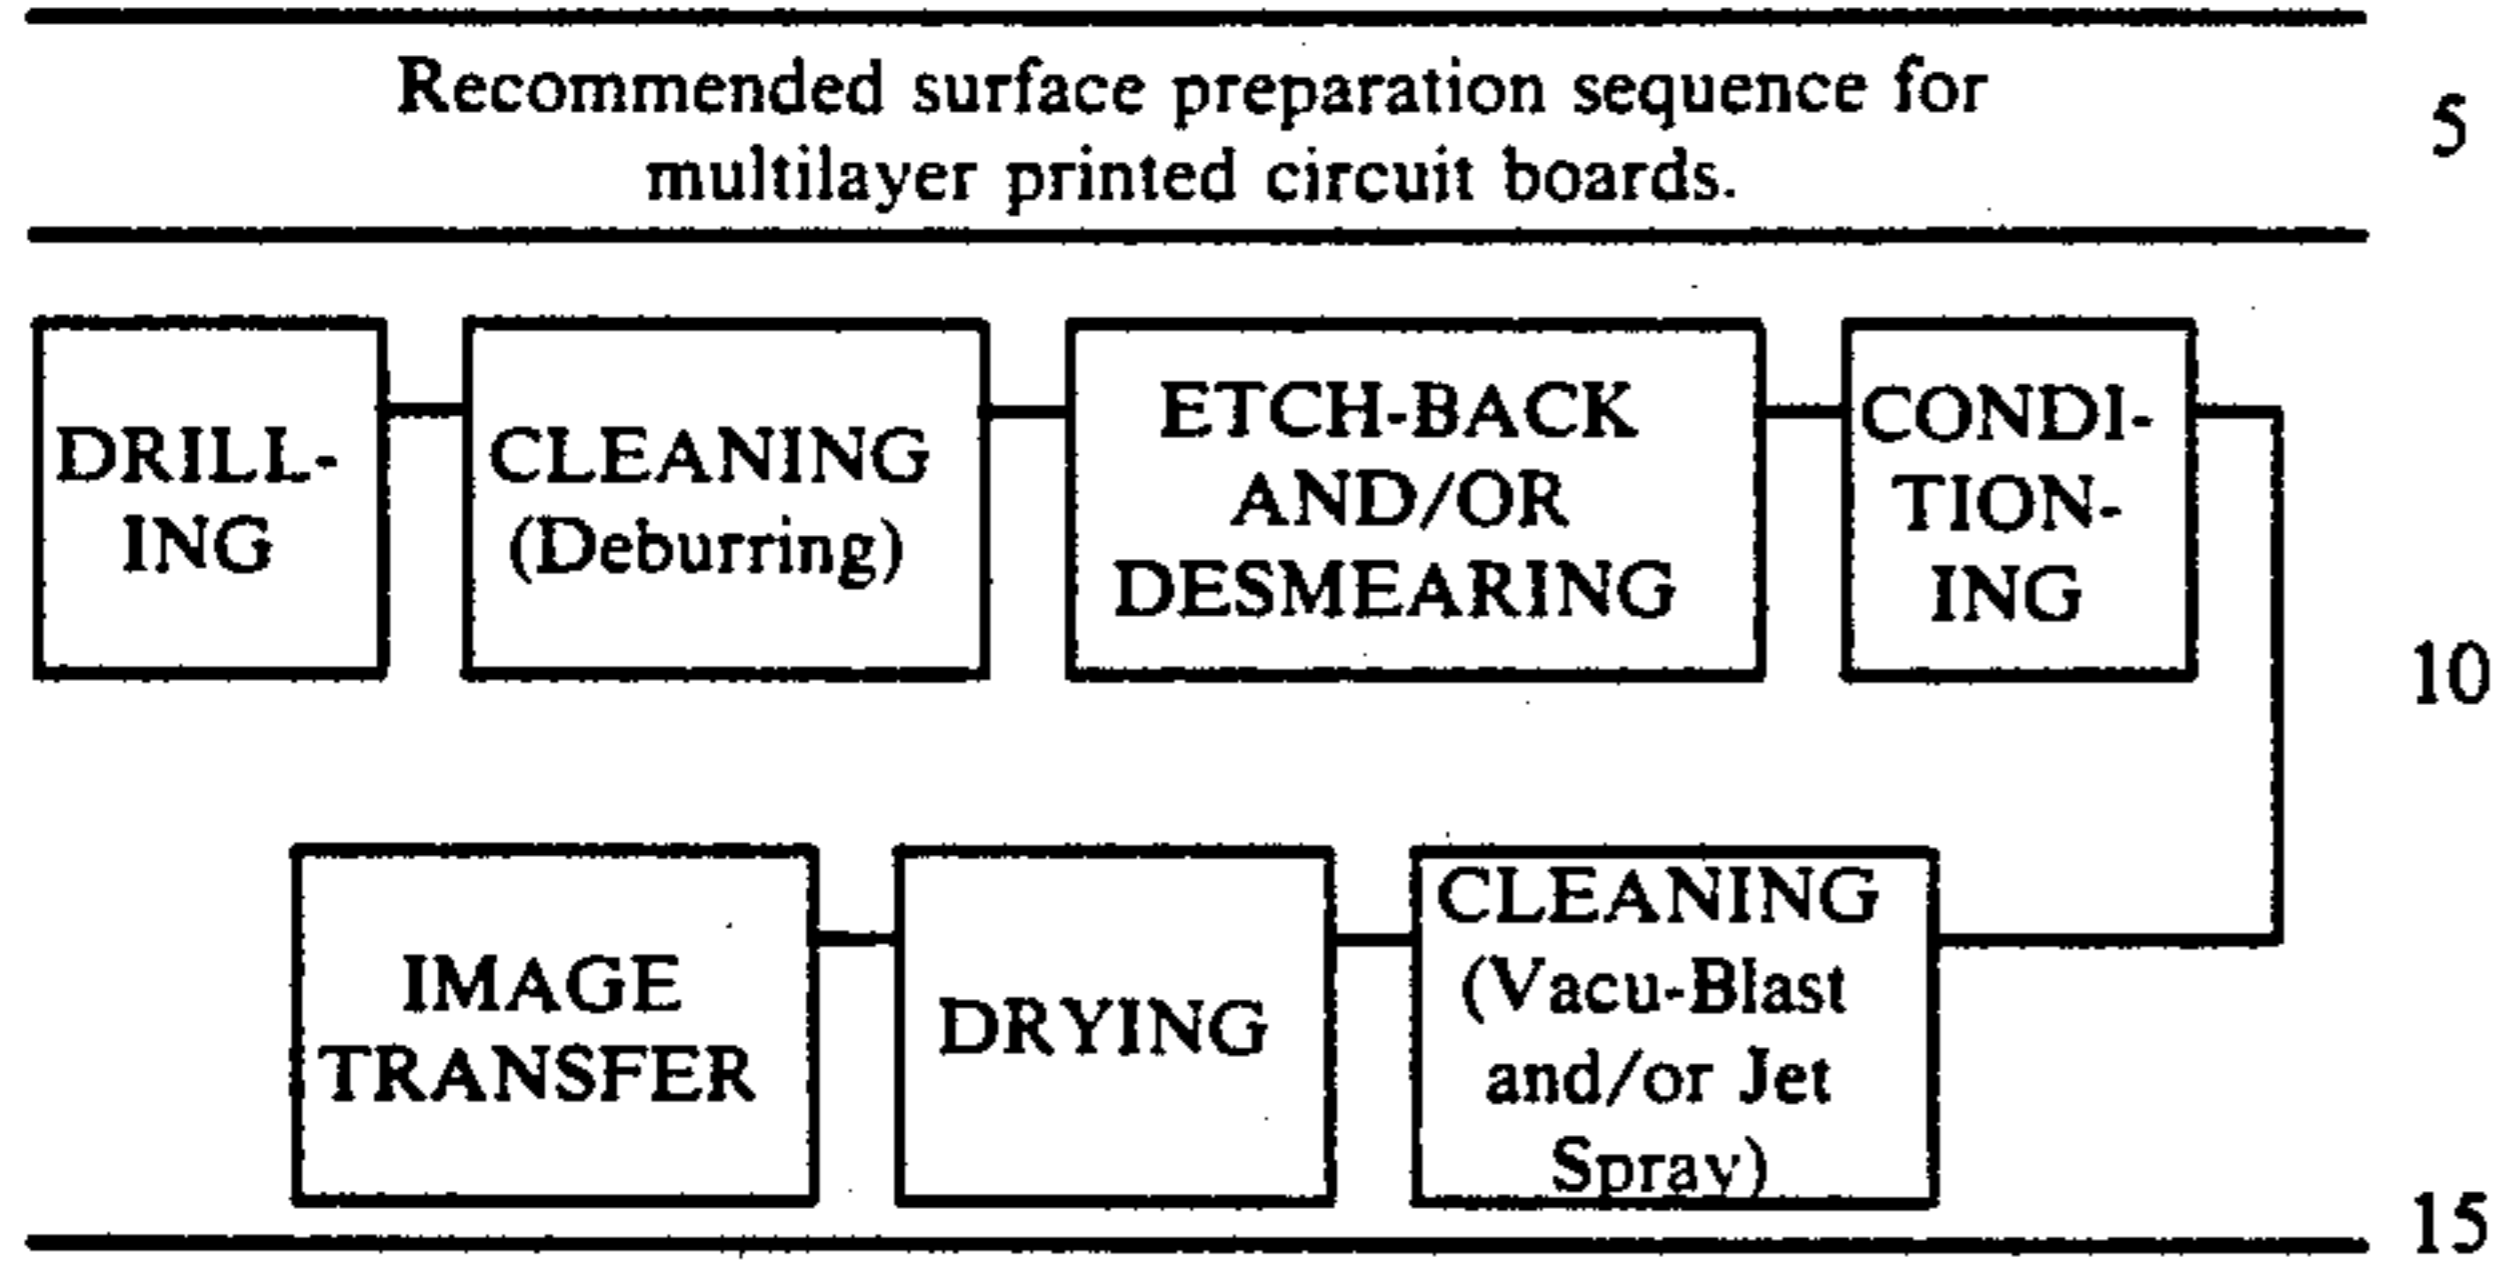 Recommended surface preparation sequence for
multilayer printed circuit boards.
5
DRILL-
ING
CLEANING
(Deburring)
ETCH-BACK
AND/OR
DESMEARING
CONDI-
TION-
ING
10
CLEANING
(Vacu-Blast
and/or Jet
Spray)
DRYING
IMAGE
TRANSFER
15